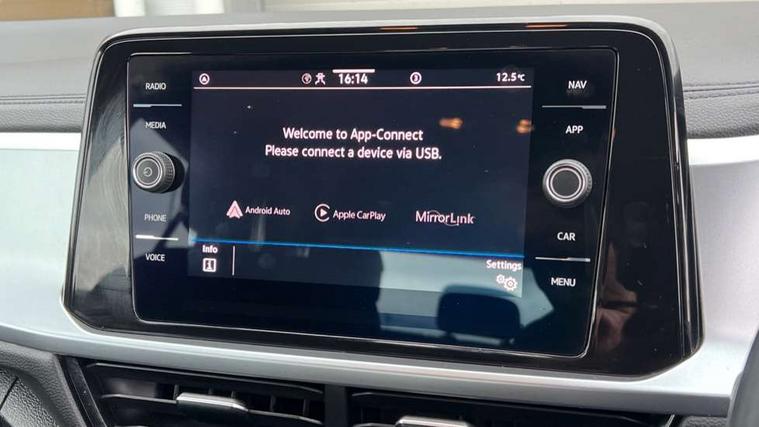 RADIO
MEDIA
PHONE
VOICE
16:14
12.5°C
Welcome to App-Connect
Please connect a device via USB.
Android Auto
Apple CarPlay
MirrorLink
Info
Settings
NAV
APP
CAR
MENU